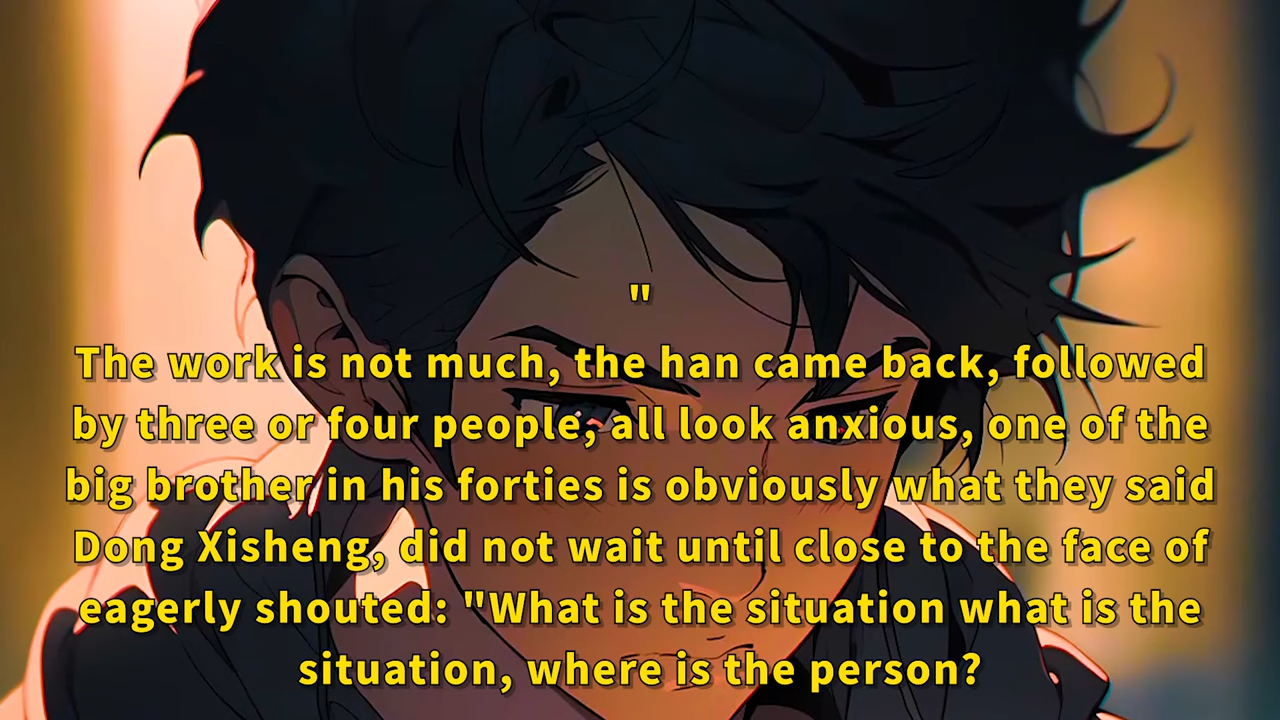 "
The work is not much, the han came back, followed
by three or four people, all look anxious, one of the
big brother in his forties is obviously what they said
Dong Xisheng, did not wait until close to the face of
eagerly shouted: "What is the situation what is the
situation, where is the person?